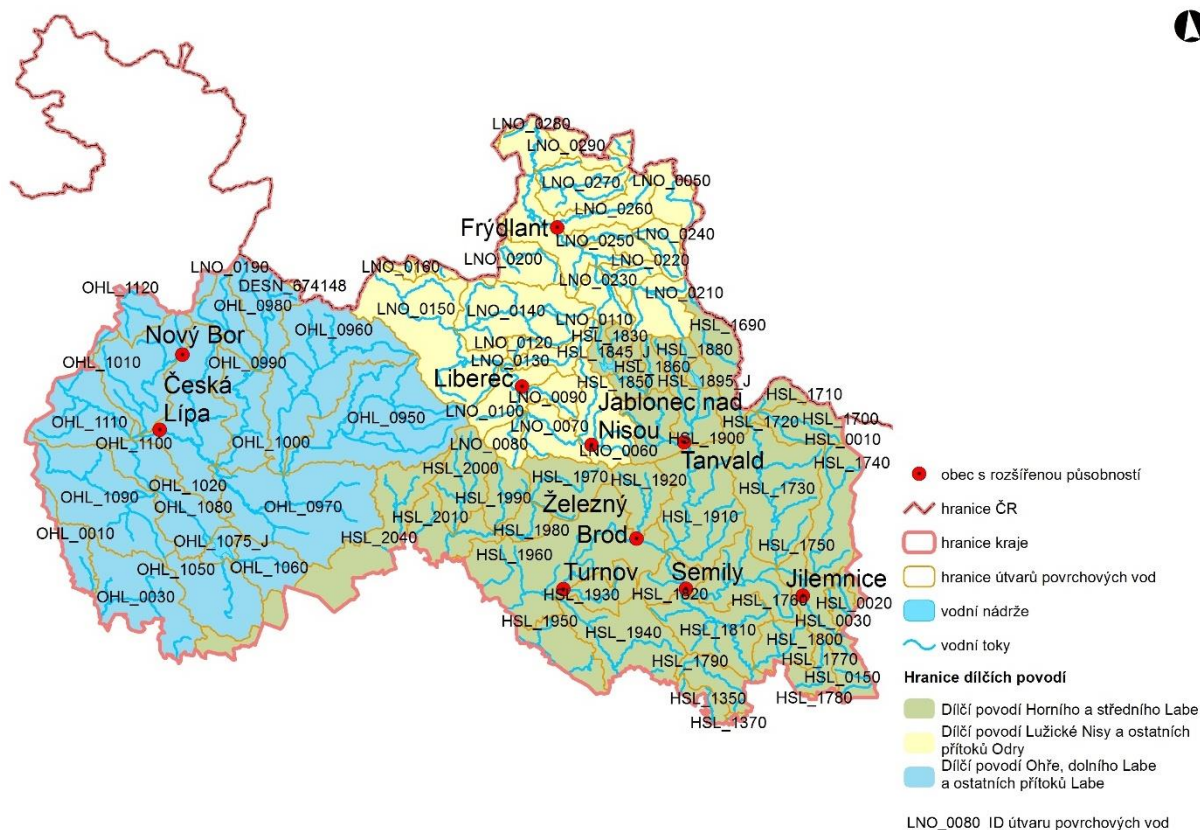 LNO_0280
LNO_0290
LNO_0270
LNO_0050
LNO_0260
Frýdlant
LNO_0250
LNO_0240
LNO_0200
LNO_0220
LNO_0230
LNO_0210
LNO_0190
LNO_0160
DESN_674148
OHL_1120
OHL_0980
LNO_0150
LNO_0140
LNO_0110
OHL_0960
HSL_1690
HSL_1830
Nový Bor
LNO_0120
HSL_1845_J
HSL_1880
OHL_1010
OHL_0990
LNO_0130
HSL_1860
Liberec
HSL_1850
HSL_1895_J
Česká
Lípa
LNO_0090
HSL_1710
Jablonec nad
Nisou
LNO_0100
OHL_0950
OHL_1110
LNO_0070
HSL_1720
HSL_1700
OHL_1100
OHL_1000
LNO_0080
LNO_0060
HSL_1900
HSL_0010
Tanvald
HSL_1740
HSL_2000
HSL_1970
HSL_1920
OHL_1020
HSL_1730
OHL_1090
HSL_1990
Železný
Brod
OHL_1080
OHL_0970
HSL_2010
HSL_1910
OHL_0010
HSL_1980
OHL_1075_J
HSL_2040
HSL_1750
HSL_1960
OHL_1050
OHL_1060
Turnov
Semily
Jilemnice
OHL_0030
HSL_1930
HSL_1820
HSL_1760
HSL_0020
HSL_1950
HSL_0030
HSL_1940
HSL_1810
HSL_1800
HSL_1790
HSL_1770
HSL_0150
HSL_1350
HSL_1780
HSL_1370
obec s rozšířenou působností
hranice ČR
hranice kraje
hranice útvarů povrchových vod
vodní nádrže
vodní toky
Hranice dílčích povodí
Dílčí povodí Horního a středního Labe
Dílčí povodí Lužické Nisy a ostatních
přítoků Odry
Dílčí povodí Ohře, dolního Labe
a ostatních přítoků Labe
LNO_0080 ID útvaru povrchových vod